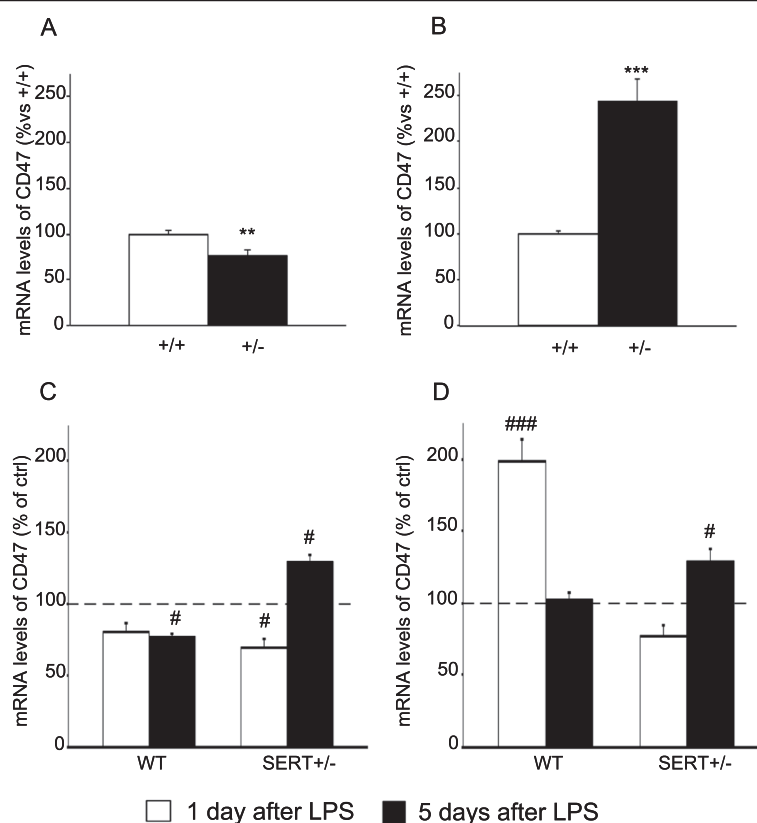 A
mRNA levels of CD47 (%vs +/+)
250
200
150
100
50
0
**
+/+
+/-
B
mRNA levels of CD47 (%vs +/+)
250
200
150
100
50
0
***
+/+
+/-
C
mRNA levels of CD47 (% of ctrl)
200
150
100
50
0
#
#
#
WT
SERT+/-
D
mRNA levels of CD47 (% of ctrl)
200
150
100
50
0
###
#
WT
SERT+/-
1 day after LPS
5 days after LPS